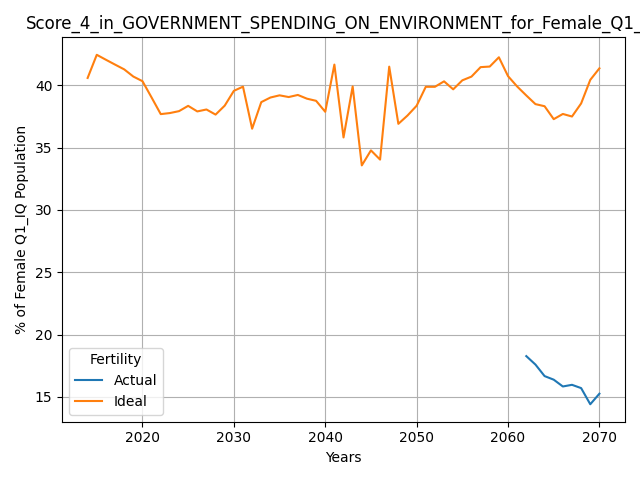 Score_4_in_GOVERNMENT_SPENDING_ON_ENVIRONMENT_for_Female_Q1_
% of Female Q1_IQ Population
40
35
30
25
20
15
Fertility
Actual
Ideal
2020 2030 2040 2050 2060 2070
Years